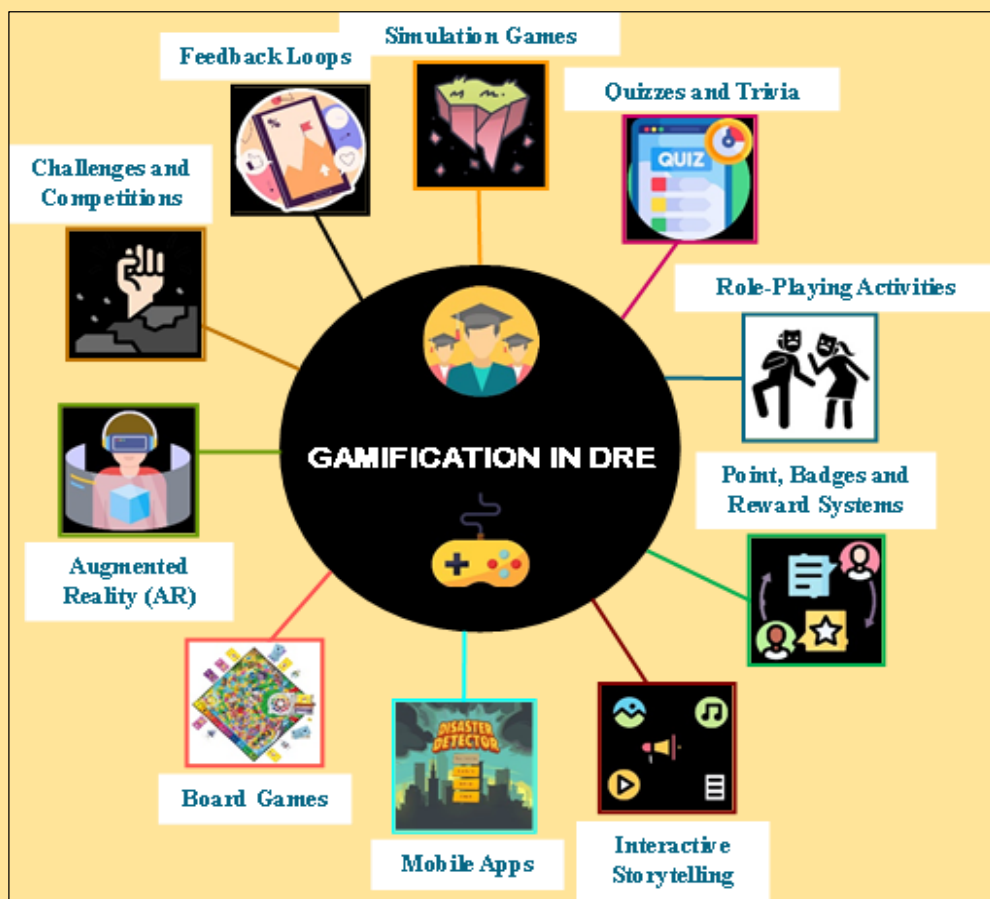 Simulation Games
Feedback Loops
Quizzes and Trivia
QUIZ
%
Challenges and
Competitions
Role-Playing Activities
GAMIFICATION IN DRE
Point, Badges and
Reward Systems
Augmented
Reality (AR)
DISASTER
DETECTOR
Board Games
Mobile Apps
Interactive
Storytelling